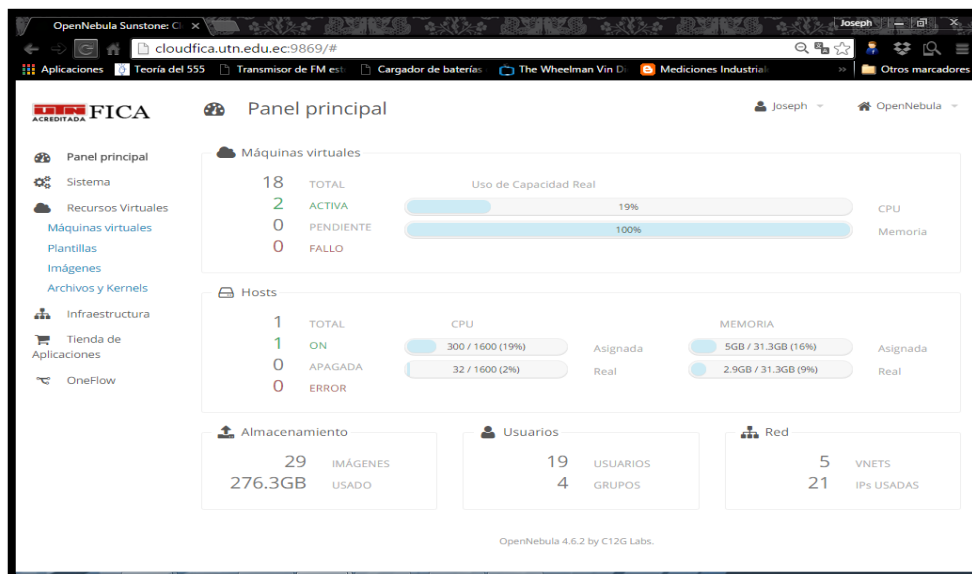 OpenNebula Sunstone: Cl
Joseph
cloudfica.utn.edu.ec:9869/#
Aplicaciones Teoría del 555 Transmisor de FM est Cargador de baterías The Wheelman Vin Di Mediciones Industrial » Otros marcadores
UTN FICA
ACREDITADA
Panel principal
Joseph
OpenNebula
Panel principal
Sistema
Recursos Virtuales
Máquinas virtuales
Plantillas
Imágenes
Archivos y Kernels
Infraestructura
Tienda de
Aplicaciones
OneFlow
Máquinas virtuales
18 TOTAL
2 ACTIVA
0 PENDIENTE
0 FALLO
Uso de Capacidad Real
19% CPU
100% Memoria
Hosts
1 TOTAL
1 ON
0 APAGADA
0 ERROR
CPU
300 / 1600 (19%) Asignada
32 / 1600 (2%) Real
MEMORIA
5GB / 31.3GB (16%) Asignada
2.9GB / 31.3GB (9%) Real
Almacenamiento
29 IMÁGENES
276.3GB USADO
Usuarios
19 USUARIOS
4 GRUPOS
Red
5 VNETS
21 IPs USADAS
OpenNebula 4.6.2 by C12G Labs.